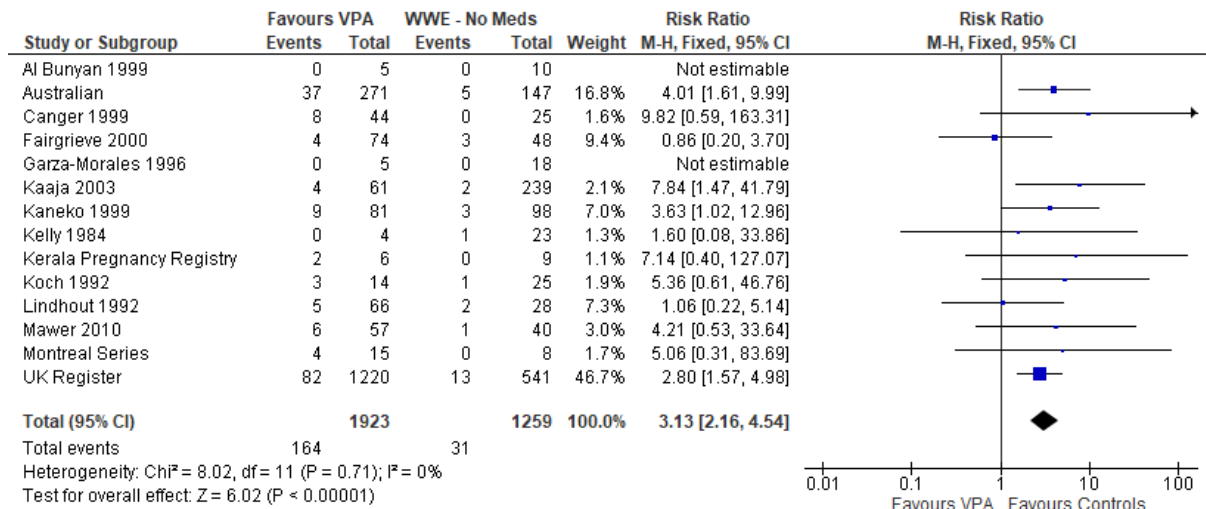 Favours VPA WWE - No Meds Risk Ratio Risk Ratio
Study or Subgroup Events Total Events Total Weight M-H, Fixed, 95% CI M-H, Fixed, 95% CI
Al Bunyan 1999 0 5 0 10 Not estimable
Australian 37 271 5 147 16.8% 4.01 [1.61, 9.99]
Canger 1999 8 44 0 25 1.6% 9.82 [0.59, 163.31]
Fairgrieve 2000 4 74 3 48 9.4% 0.86 [0.20, 3.70]
Garza-Morales 1996 0 5 0 18 Not estimable
Kaaja 2003 4 61 2 239 2.1% 7.84 [1.47, 41.79]
Kaneko 1999 9 81 3 98 7.0% 3.63 [1.02, 12.96]
Kelly 1984 0 4 1 23 1.3% 1.60 [0.08, 33.86]
Kerala Pregnancy Registry 2 6 0 9 1.1% 7.14 [0.40, 127.07]
Koch 1992 3 14 1 25 1.9% 5.36 [0.61, 46.76]
Lindhout 1992 5 66 2 28 7.3% 1.06 [0.22, 5.14]
Mawer 2010 6 57 1 40 3.0% 4.21 [0.53, 33.64]
Montreal Series 4 15 0 8 1.7% 5.06 [0.31, 83.69]
UK Register 82 1220 13 541 46.7% 2.80 [1.57, 4.98]
Total (95% CI) 1923 1259 100.0% 3.13 [2.16, 4.54]
Total events 164 31
Heterogeneity: Chi² = 8.02, df = 11 (P = 0.71); I² = 0%
Test for overall effect: Z = 6.02 (P < 0.00001)
0.01 0.1 1 10 100
Favours VPA Favours Controls